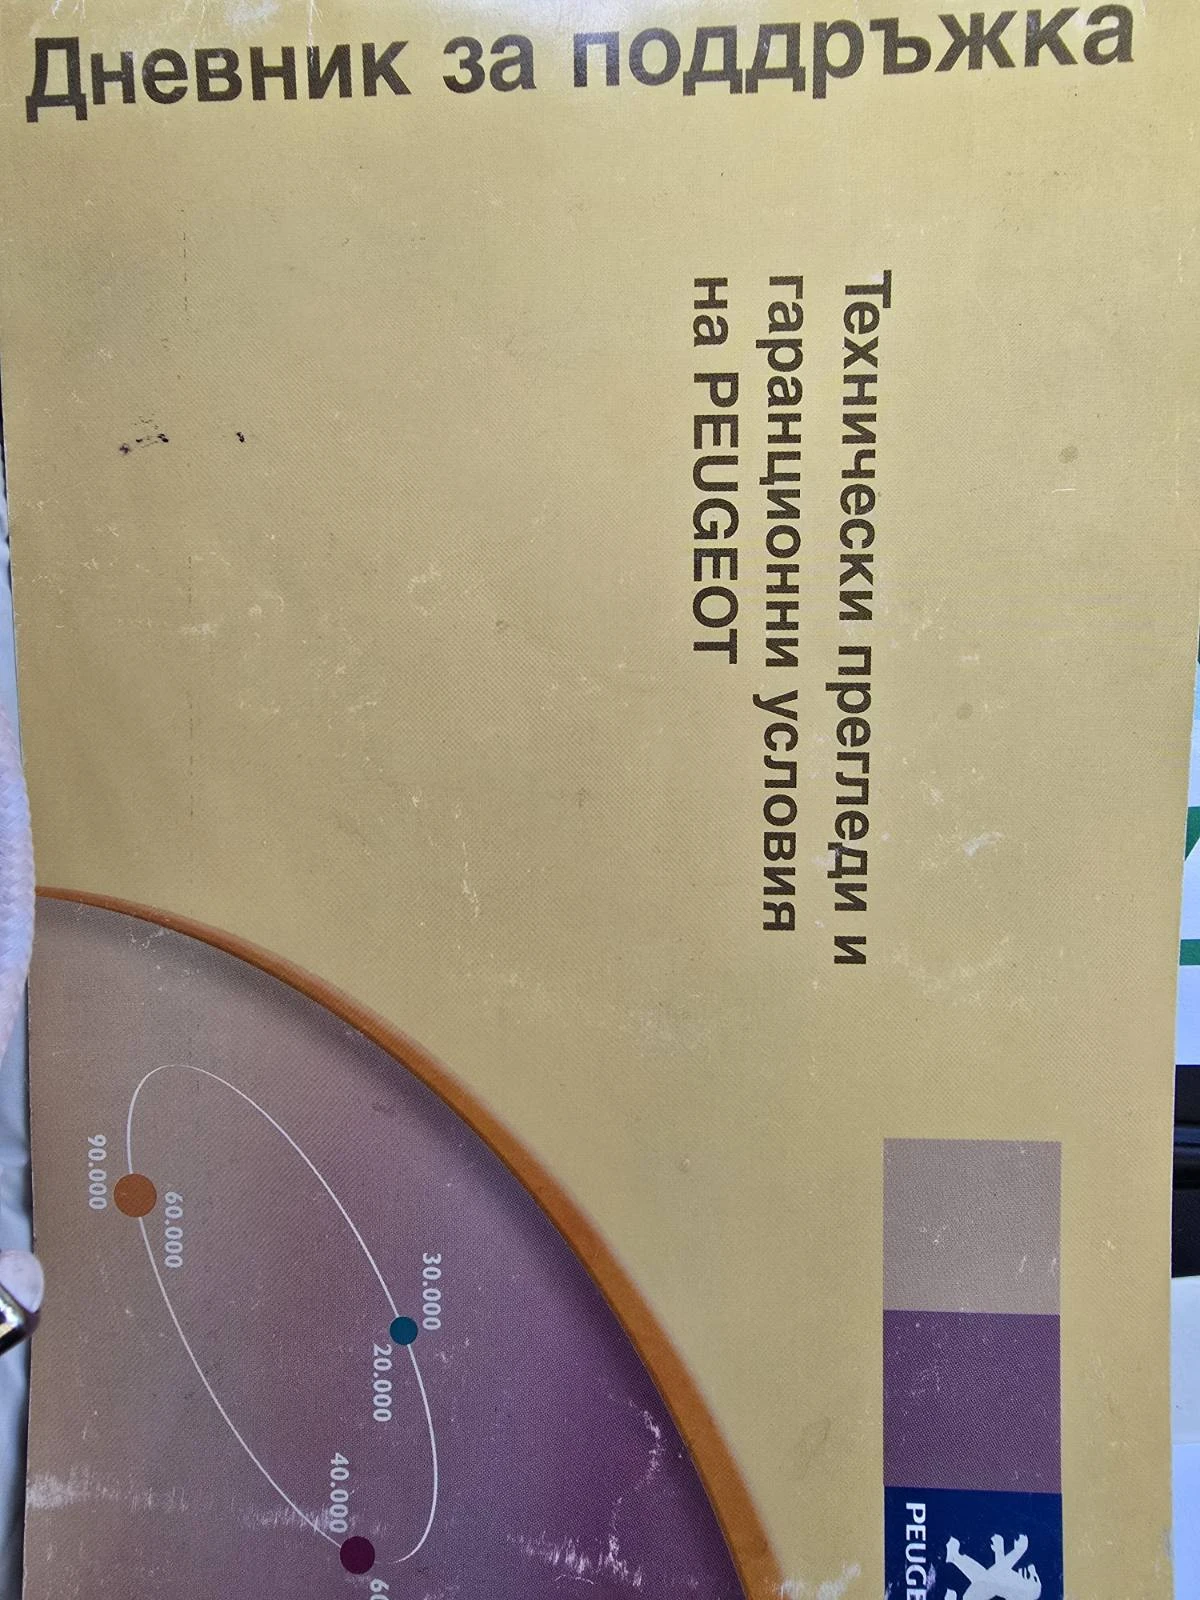 Дневник за поддръжка
Технически прегледи и
гаранционни условия
на PEUGEOT
90.000
60.000
30.000
20.000
40.000